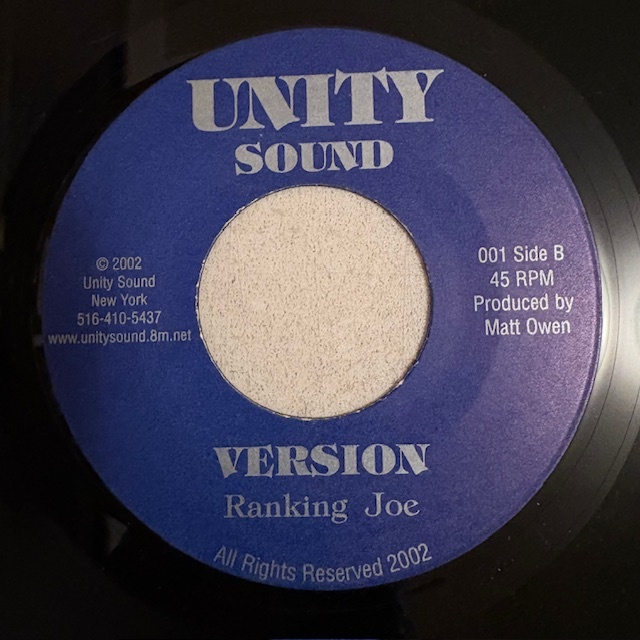 UNITY
SOUND
© 2002
Unity Sound
New York
516-410-5437
www.unitysound.8m.net
001 Side B
45 RPM
Produced by
Matt Owen
VERSION
Ranking Joe
All Rights Reserved 2002